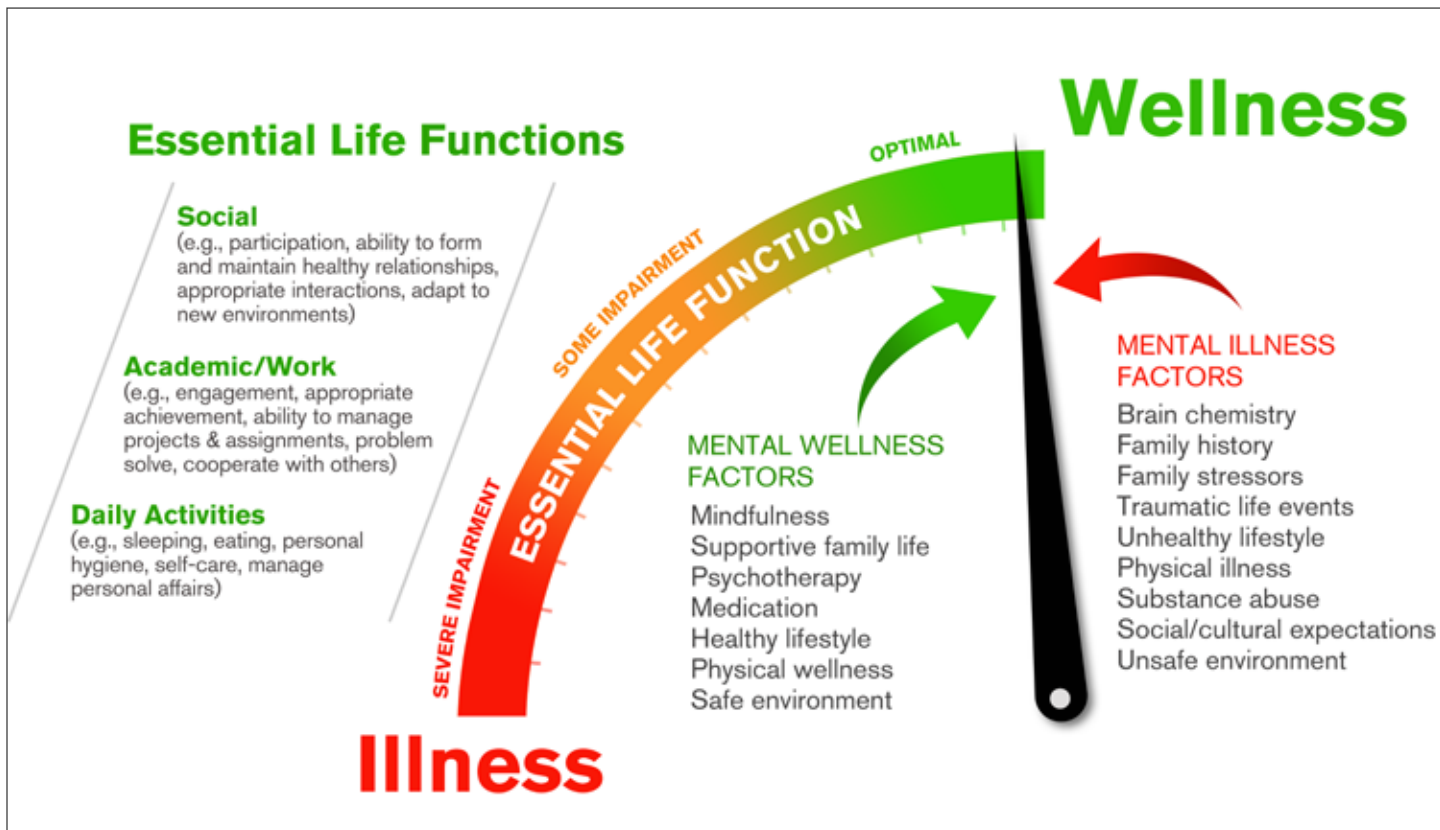 Wellness
Essential Life Functions
Social
(e.g., participation, ability to form
and maintain healthy relationships,
appropriate interactions, adapt to
new environments)
Academic/Work
(e.g., engagement, appropriate
achievement, ability to manage
projects & assignments, problem
solve, cooperate with others)
Daily Activities
(e.g., sleeping, eating, personal
hygiene, self-care, manage
personal affairs)
OPTIMAL
SOME IMPAIRMENT
SEVERE IMPAIRMENT
ESSENTIAL LIFE FUNCTION
MENTAL WELLNESS
FACTORS
Mindfulness
Supportive family life
Psychotherapy
Medication
Healthy lifestyle
Physical wellness
Safe environment
MENTAL ILLNESS
FACTORS
Brain chemistry
Family history
Family stressors
Traumatic life events
Unhealthy lifestyle
Physical illness
Substance abuse
Social/cultural expectations
Unsafe environment
Illness